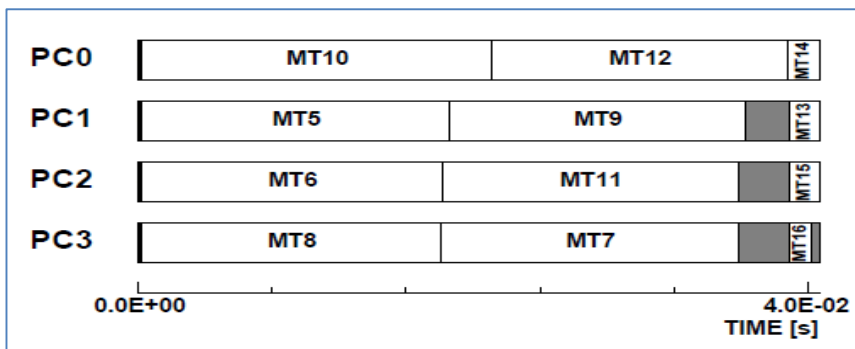 PC0 MT10 MT12 MT14
PC1 MT5 MT9 MT13
PC2 MT6 MT11 MT15
PC3 MT8 MT7 MT16
0.0E+00 4.0E-02
TIME [s]